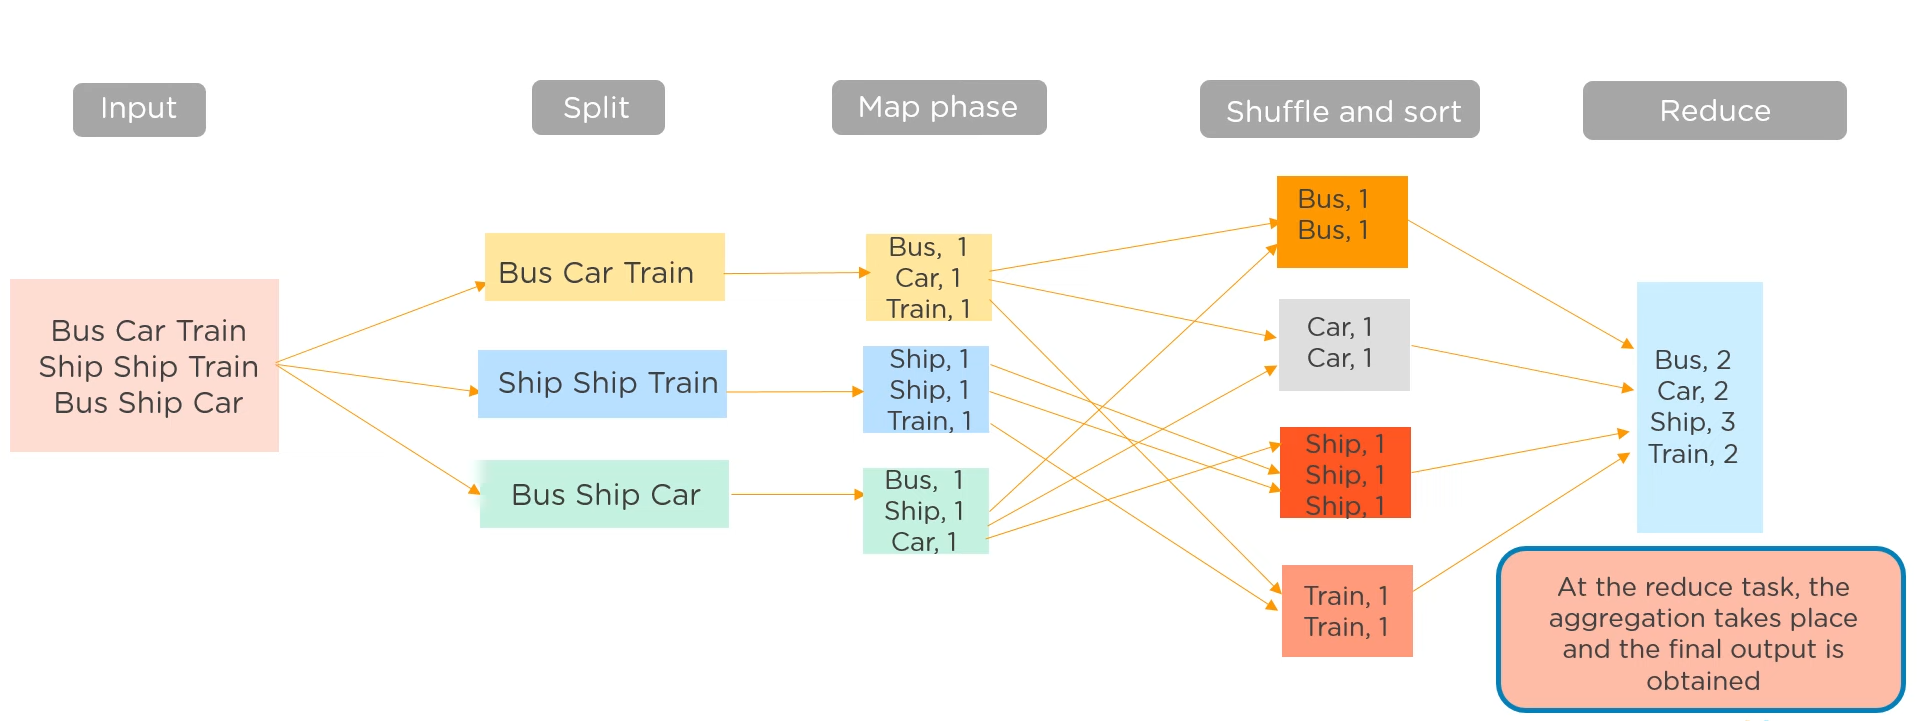 Input
Split
Map phase
Shuffle and sort
Reduce
Bus Car Train
Ship Ship Train
Bus Ship Car
Bus Car Train
Ship Ship Train
Bus Ship Car
Bus, 1
Car, 1
Train, 1
Ship, 1
Ship, 1
Train, 1
Bus, 1
Ship, 1
Car, 1
Bus, 1
Bus, 1
Car, 1
Car, 1
Ship, 1
Ship, 1
Ship, 1
Train, 1
Train, 1
Bus, 2
Car, 2
Ship, 3
Train, 2
At the reduce task, the
aggregation takes place
and the final output is
obtained